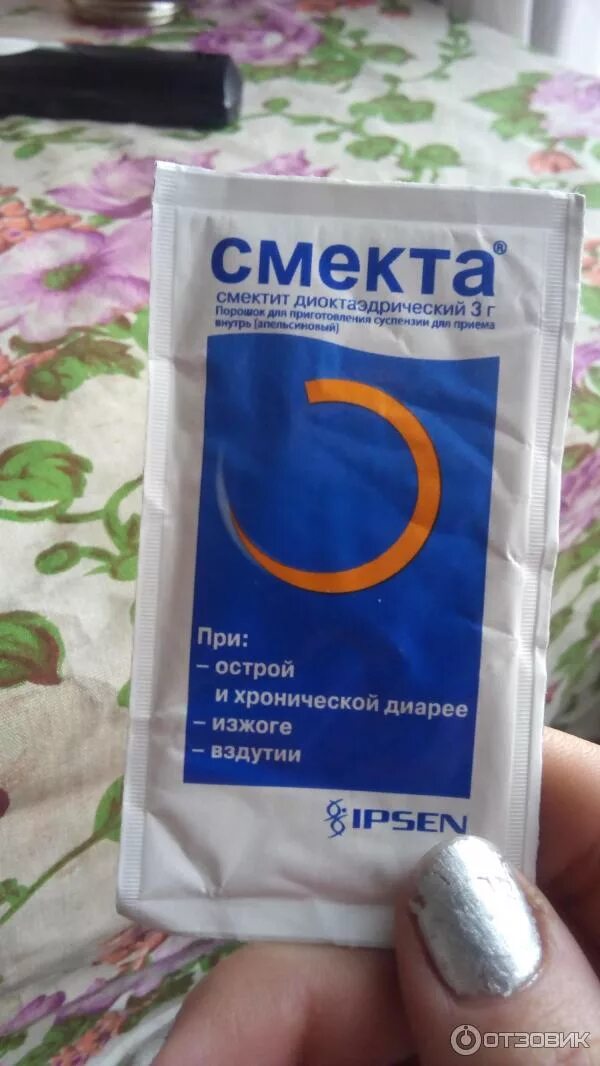 смекта®
смектит диоктаэдрический 3 г
Порошок для приготовления суспензии для приема
внутрь [апельсиновый]
При:
– острой
и хронической диарее
– изжоге
– вздутии
IPSEN
ОТЗОВИК